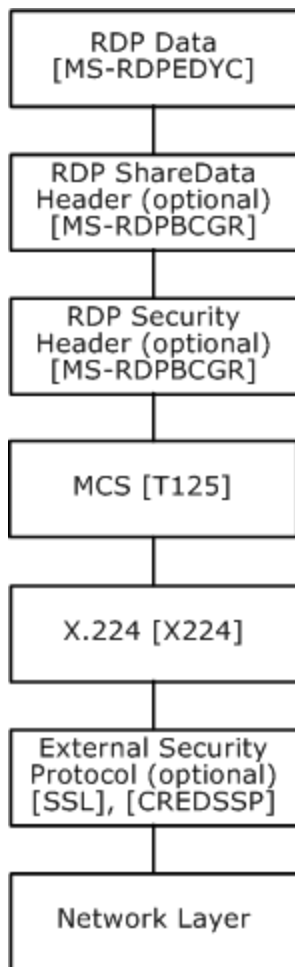 RDP Data
[MS-RDPEDYC]
RDP ShareData
Header (optional)
[MS-RDPBCGR]
RDP Security
Header (optional)
[MS-RDPBCGR]
MCS [T125]
X.224 [X224]
External Security
Protocol (optional)
[SSL], [CREDSSP]
Network Layer